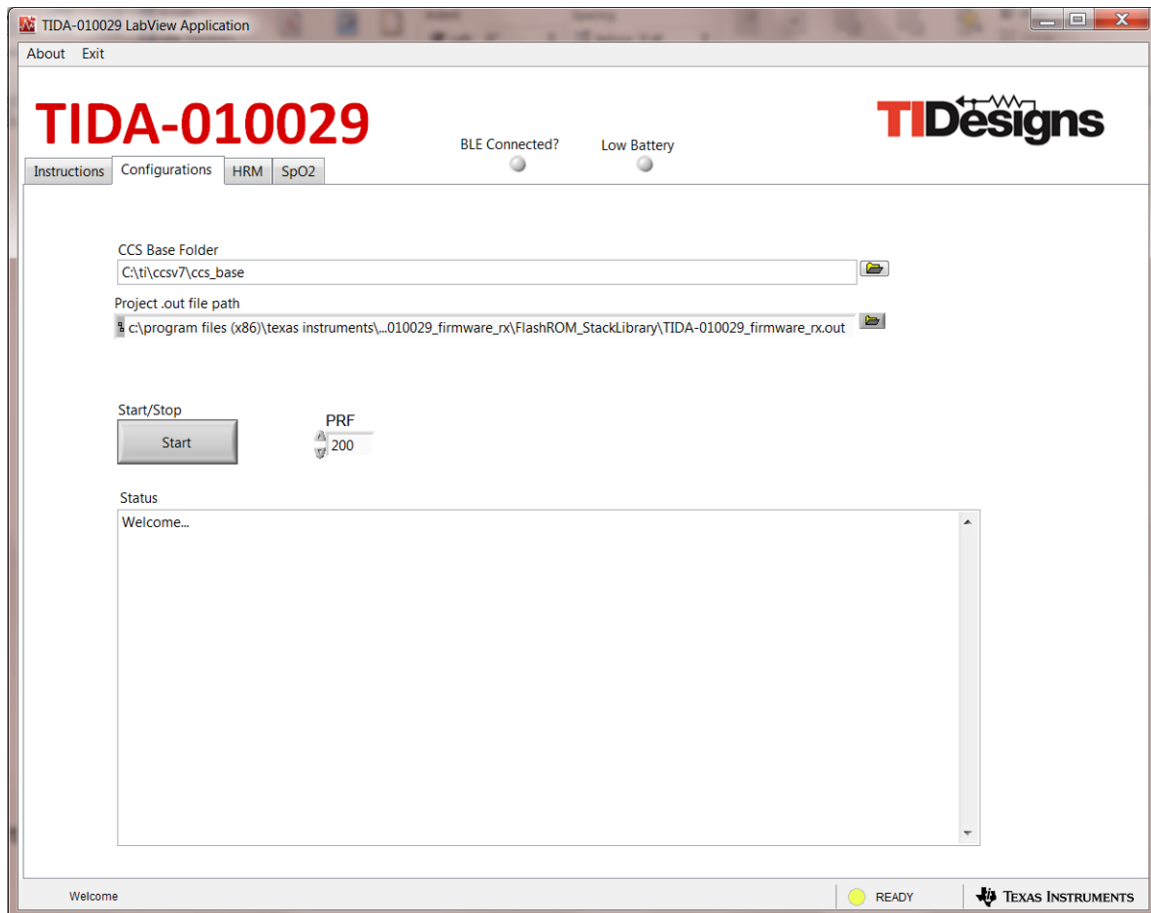 TIDA-010029 LabView Application
About Exit
TIDA-010029
TIDesigns
BLE Connected? Low Battery
Instructions Configurations HRM SpO2
CCS Base Folder
C:\ti\ccsv7\ccs_base
Project .out file path
c:\program files (x86)\texas instruments\...010029_firmware_rx\FlashROM_StackLibrary\TIDA-010029_firmware_rx.out
Start/Stop
PRF
Start
200
Status
Welcome...
Welcome READY TEXAS INSTRUMENTS